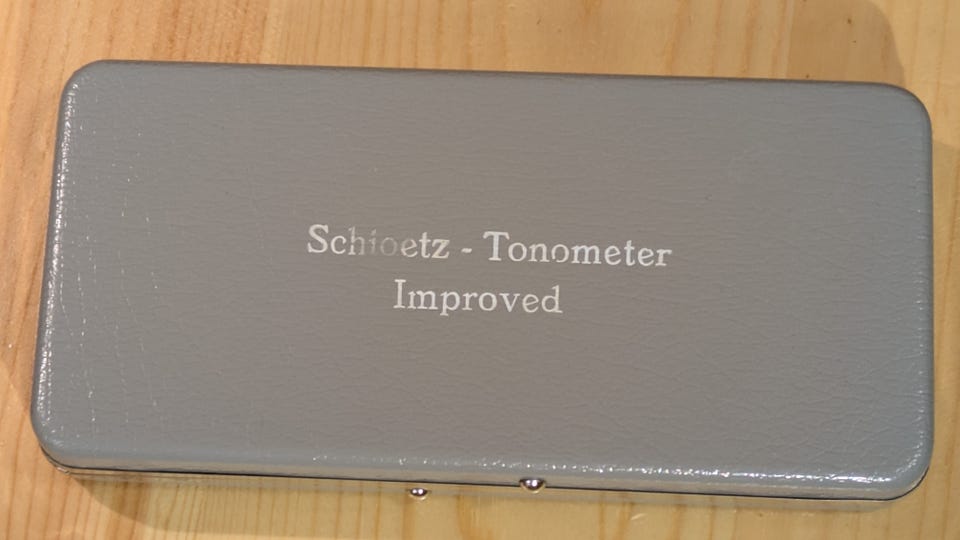 Schioetz - Tonometer
Improved